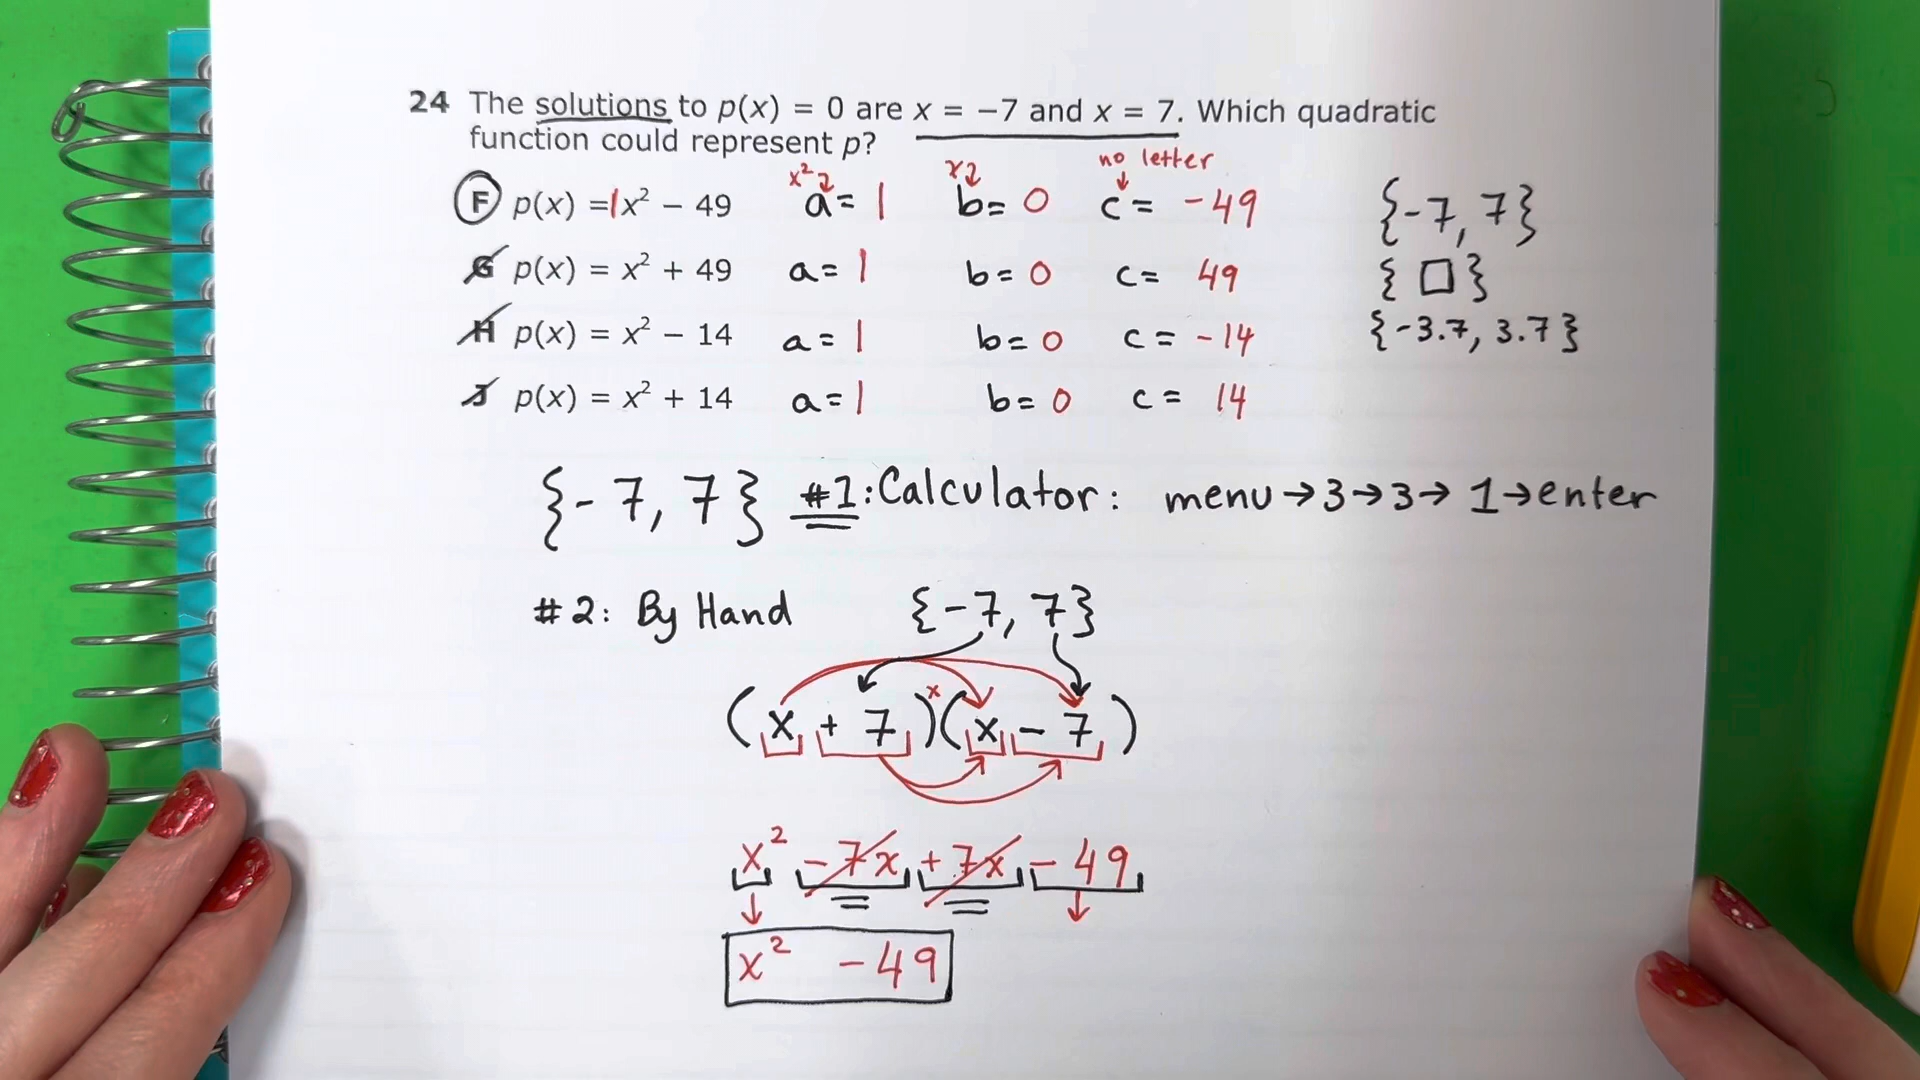 24 The solutions to p(x) = 0 are x = −7 and x = 7. Which quadratic
function could represent p?
x² x no letter
F p(x) =1x² − 49 a = 1 b = 0 c = -49 {-7, 7}
G p(x) = x² + 49 a = 1 b = 0 c = 49 { □ }
H p(x) = x² − 14 a = 1 b = 0 c = -14 {-3.7, 3.7}
J p(x) = x² + 14 a = 1 b = 0 c = 14
{-7, 7} #1: Calculator: menu→3→3→1→enter
#2: By Hand {-7, 7}
(x + 7)x(x - 7)
x² - 7x + 7x - 49
x² - 49